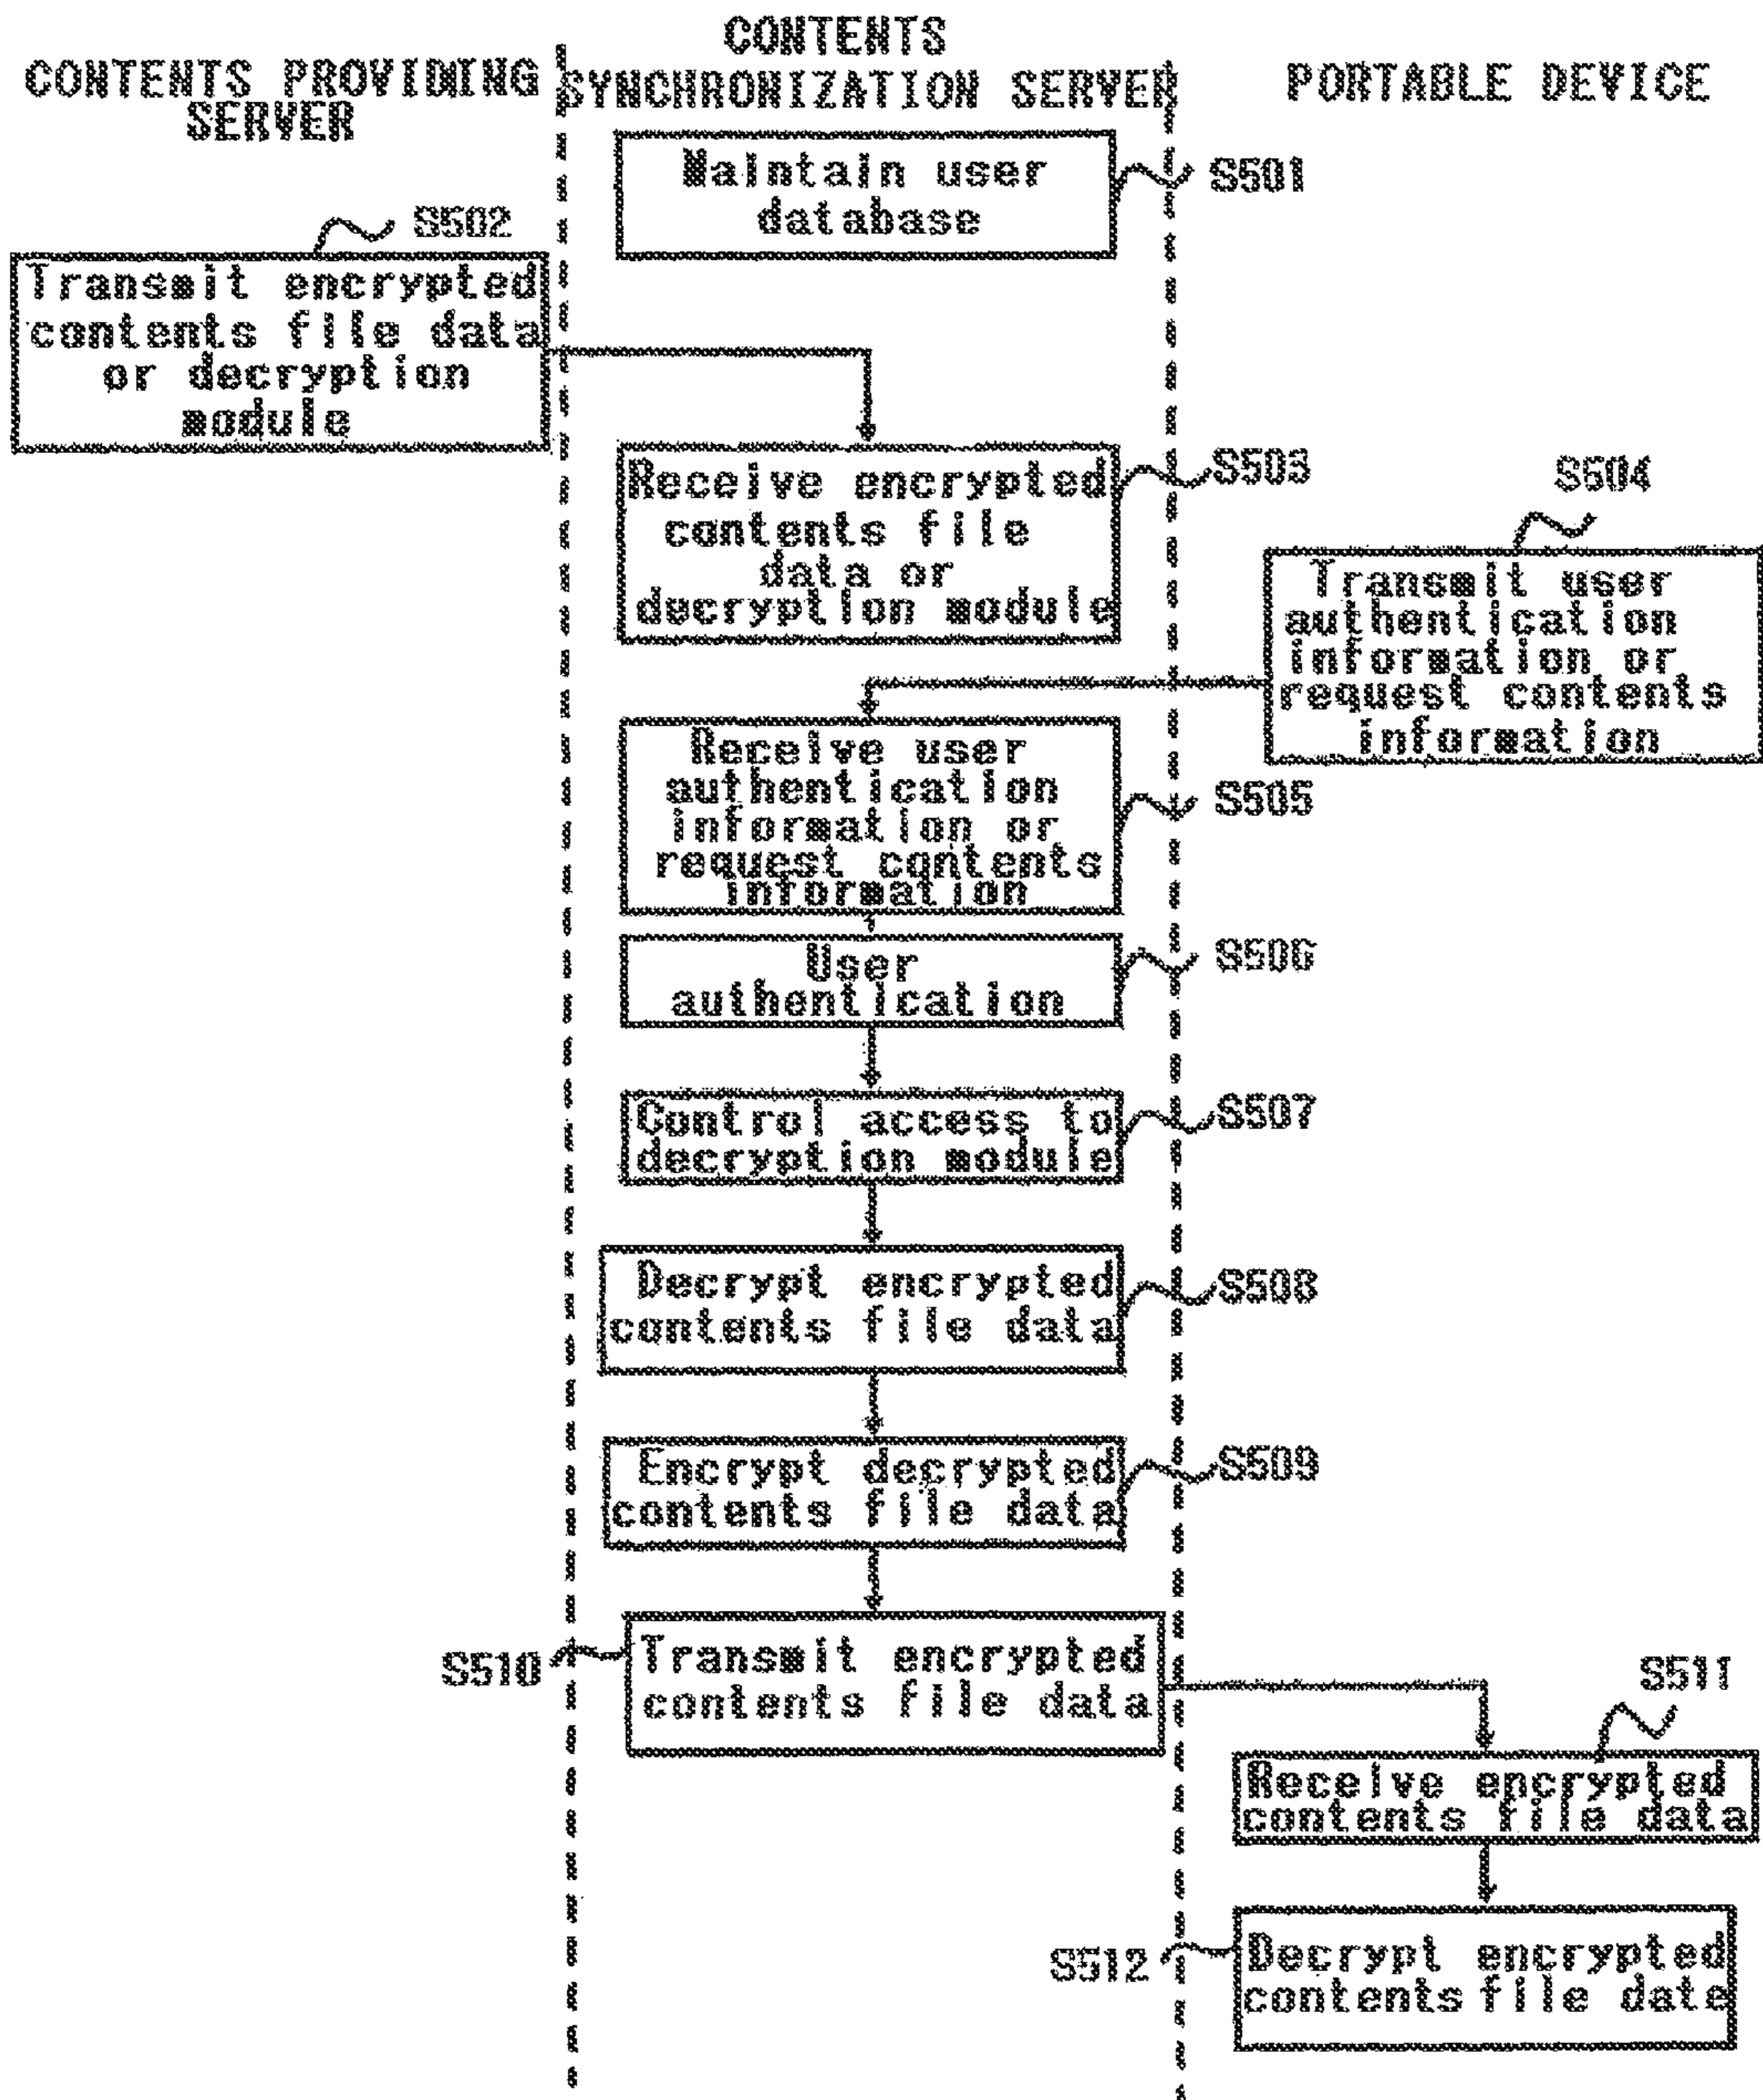 CONTENTS PROVIDING
SERVER
CONTENTS
SYNCHRONIZATION SERVER
PORTABLE DEVICE
Maintain user
database
S501
S502
Transmit encrypted
contents file data
or decryption
module
Receive encrypted
contents file
data or
decryption module
S503
S504
Transmit user
authentication
information or
request contents
information
Receive user
authentication
information or
request contents
information
S505
User
authentication
S506
Control access to
decryption module
S507
Decrypt encrypted
contents file data
S508
Encrypt decrypted
contents file data
S509
S510
Transmit encrypted
contents file data
S511
Receive encrypted
contents file data
S512
Decrypt encrypted
contents file date